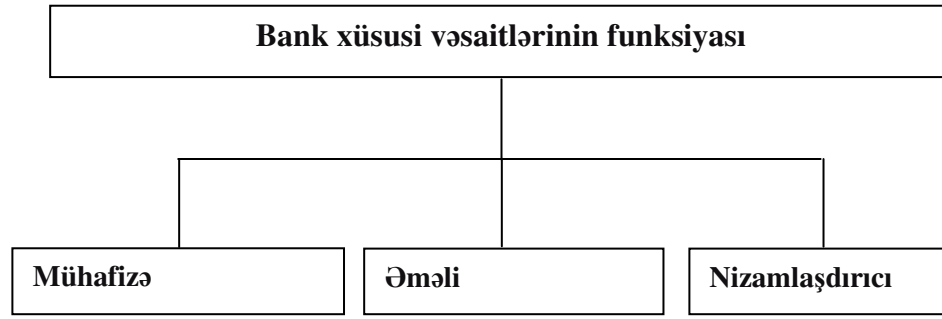 Bank xüsusi vəsaitlərinin funksiyası
Mühafizə
Əməli
Nizamlaşdırıcı